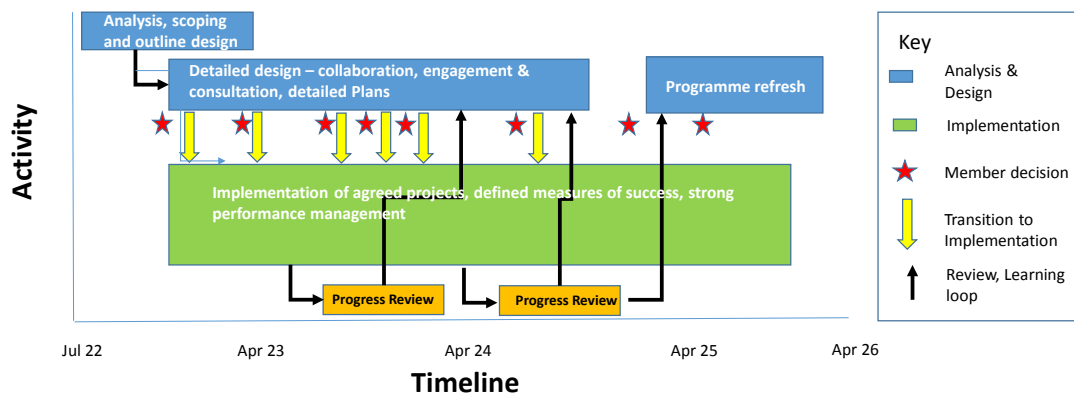 Analysis, scoping
and outline design
Detailed design – collaboration, engagement &
consultation, detailed Plans
Programme refresh
Implementation of agreed projects, defined measures of success, strong
performance management
Progress Review
Progress Review
Activity
Jul 22
Apr 23
Apr 24
Apr 25
Apr 26
Timeline
Key
Analysis &
Design
Implementation
Member decision
Transition to
Implementation
Review, Learning
loop